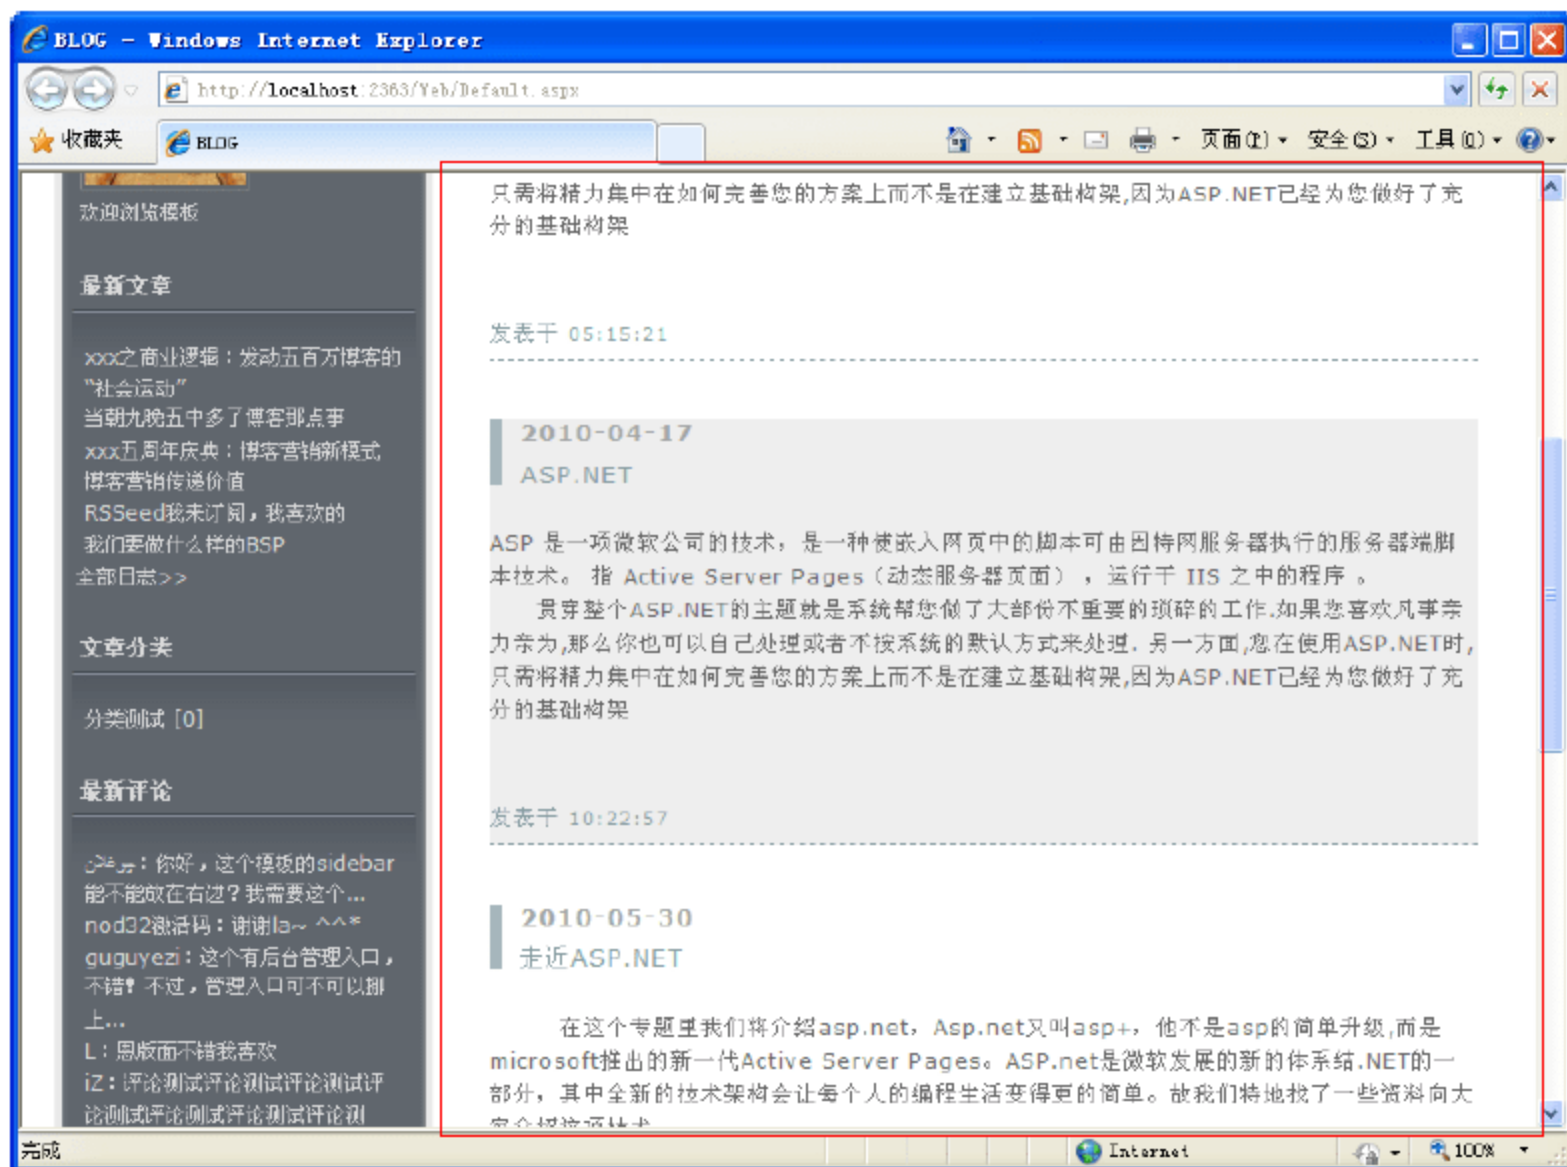 BLOG - Windows Internet Explorer
http://localhost:2363/Web/Default.aspx
收藏夹
BLOG
页面(P)
安全(S)
工具(O)
欢迎浏览模板
最新文章
xxx之商业逻辑：发动五百万博客的
“社会运动”
当朝九晚五中多了博客那点事
xxx五周年庆典：博客营销新模式
博客营销传递价值
RSSeed我来订阅，我喜欢的
我们要做什么样的BSP
全部日志>>
文章分类
分类测试 [0]
最新评论
：你好，这个模板的sidebar
能不能放在右边？我需要这个...
nod32激活码：谢谢la~ ^^*
guguyezi：这个有后台管理入口，
不错! 不过，管理入口可不可以挪
上...
L：恩版面不错我喜欢
iZ：评论测试评论测试评论测试评
论测试评论测试评论测试评论测
只需将精力集中在如何完善您的方案上而不是在建立基础构架,因为ASP.NET已经为您做好了充
分的基础构架
发表于 05:15:21
2010-04-17
ASP.NET
ASP 是一项微软公司的技术，是一种使嵌入网页中的脚本可由因特网服务器执行的服务器端脚
本技术。 指 Active Server Pages（动态服务器页面） ，运行于 IIS 之中的程序 。
贯穿整个ASP.NET的主题就是系统帮您做了大部份不重要的琐碎的工作.如果您喜欢凡事亲
力亲为,那么你也可以自己处理或者不按系统的默认方式来处理. 另一方面,您在使用ASP.NET时,
只需将精力集中在如何完善您的方案上而不是在建立基础构架,因为ASP.NET已经为您做好了充
分的基础构架
发表于 10:22:57
2010-05-30
走近ASP.NET
在这个专题里我们将介绍asp.net，Asp.net又叫asp+，他不是asp的简单升级,而是
microsoft推出的新一代Active Server Pages。ASP.net是微软发展的新的体系结.NET的一
部分，其中全新的技术架构会让每个人的编程生活变得更的简单。故我们特地找了一些资料向大
家介绍这项技术
完成
Internet
100%